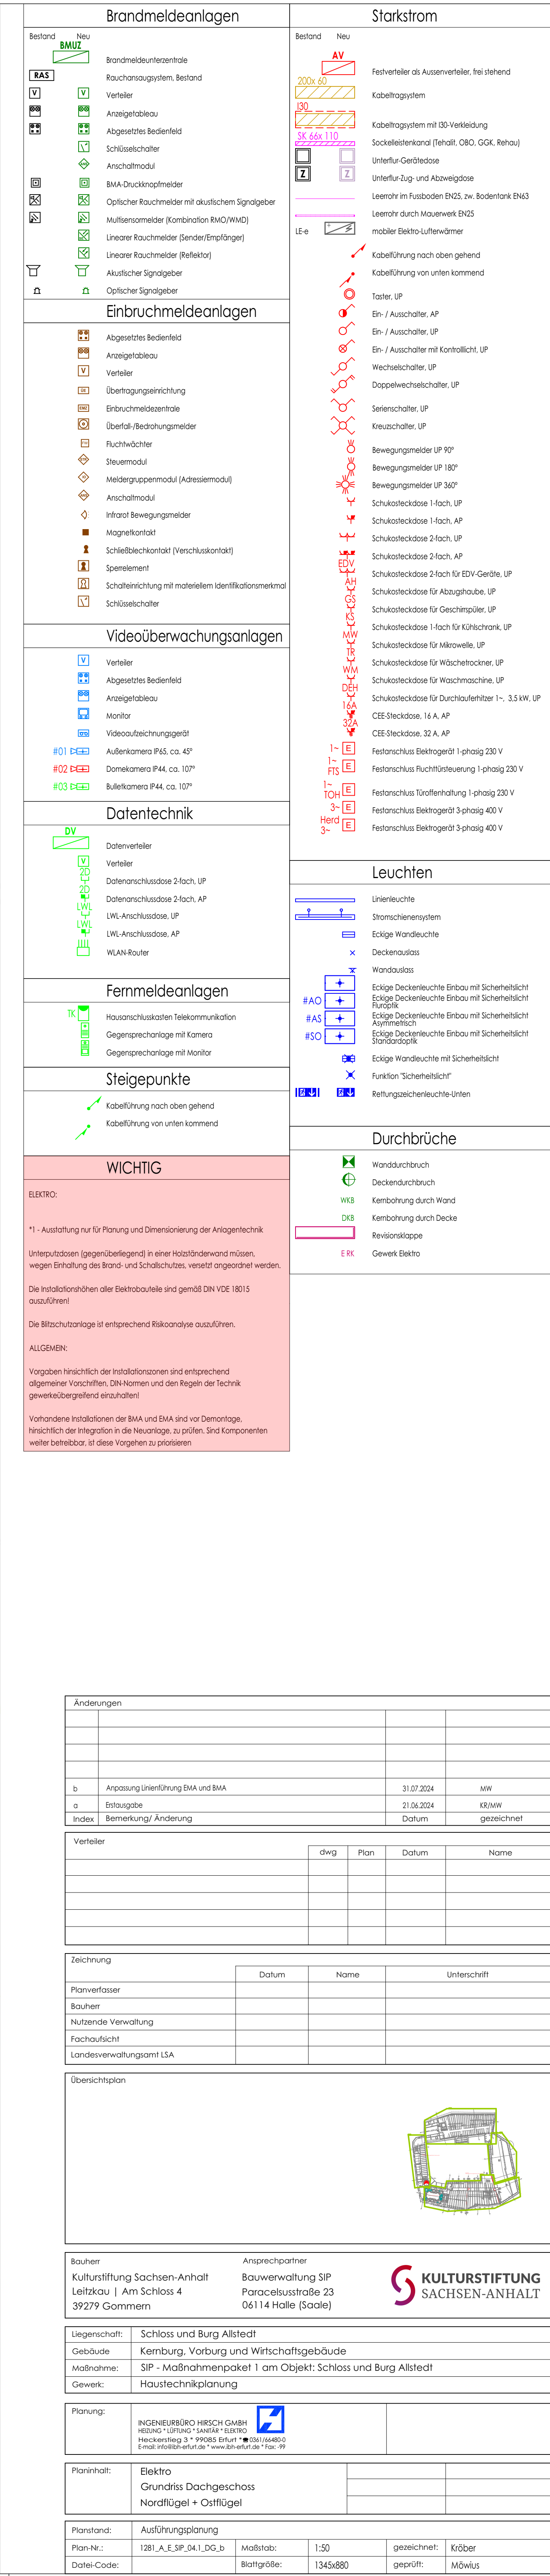 Brandmeldeanlagen
Bestand Neu
BMUZ
Brandmeldeunterzentrale
RAS Rauchansaugsystem, Bestand
V V Verteiler
Anzeigetableau
Abgesetztes Bedienfeld
Schlüsselschalter
Anschaltmodul
BMA-Druckknopfmelder
Optischer Rauchmelder mit akustischem Signalgeber
Multisensormelder (Kombination RMO/WMD)
Linearer Rauchmelder (Sender/Empfänger)
Linearer Rauchmelder (Reflektor)
Akustischer Signalgeber
Optischer Signalgeber
Einbruchmeldeanlagen
Abgesetztes Bedienfeld
Anzeigetableau
V Verteiler
Übertragungseinrichtung
Einbruchmeldezentrale
Überfall-/Bedrohungsmelder
Fluchtwächter
Steuermodul
Meldergruppenmodul (Adressiermodul)
Anschaltmodul
Infrarot Bewegungsmelder
Magnetkontakt
Schließblechkontakt (Verschlusskontakt)
Sperrelement
Schalteinrichtung mit materiellem Identifikationsmerkmal
Schlüsselschalter
Videoüberwachungsanlagen
V Verteiler
Abgesetztes Bedienfeld
Anzeigetableau
Monitor
Videoaufzeichnungsgerät
#01 Außenkamera IP65, ca. 45°
#02 Domekamera IP44, ca. 107°
#03 Bulletkamera IP44, ca. 107°
Datentechnik
DV
Datenverteiler
V Verteiler
2D Datenanschlussdose 2-fach, UP
2D Datenanschlussdose 2-fach, AP
LWL LWL-Anschlussdose, UP
LWL LWL-Anschlussdose, AP
WLAN-Router
Fernmeldeanlagen
TK Hausanschlusskasten Telekommunikation
Gegensprechanlage mit Kamera
Gegensprechanlage mit Monitor
Steigepunkte
Kabelführung nach oben gehend
Kabelführung von unten kommend
WICHTIG
ELEKTRO:
*1 - Ausstattung nur für Planung und Dimensionierung der Anlagentechnik
Unterputzdosen (gegenüberliegend) in einer Holzständerwand müssen,
wegen Einhaltung des Brand- und Schallschutzes, versetzt angeordnet werden.
Die Installationshöhen aller Elektrobauteile sind gemäß DIN VDE 18015
auszuführen!
Die Blitzschutzanlage ist entsprechend Risikoanalyse auszuführen.
ALLGEMEIN:
Vorgaben hinsichtlich der Installationszonen sind entsprechend
allgemeiner Vorschriften, DIN-Normen und den Regeln der Technik
gewerkeübergreifend einzuhalten!
Vorhandene Installationen der BMA und EMA sind vor Demontage,
hinsichtlich der Integration in die Neuanlage, zu prüfen. Sind Komponenten
weiter betreibbar, ist diese Vorgehen zu priorisieren
Starkstrom
Bestand Neu
AV
Festverteiler als Aussenverteiler, frei stehend
200x 60
Kabeltragsystem
I30
Kabeltragsystem mit I30-Verkleidung
SK 66x 110
Sockelleistenkanal (Tehalit, OBO, GGK, Rehau)
Unterflur-Gerätedose
Z Z Unterflur-Zug- und Abzweigdose
Leerrohr im Fussboden EN25, zw. Bodentank EN63
Leerrohr durch Mauerwerk EN25
LE-e mobiler Elektro-Lufterwärmer
Kabelführung nach oben gehend
Kabelführung von unten kommend
Taster, UP
Ein- / Ausschalter, AP
Ein- / Ausschalter, UP
Ein- / Ausschalter mit Kontrolllicht, UP
Wechselschalter, UP
Doppelwechselschalter, UP
Serienschalter, UP
Kreuzschalter, UP
Bewegungsmelder UP 90°
Bewegungsmelder UP 180°
Bewegungsmelder UP 360°
Schukosteckdose 1-fach, UP
Schukosteckdose 1-fach, AP
Schukosteckdose 2-fach, UP
Schukosteckdose 2-fach, AP
EDV Schukosteckdose 2-fach für EDV-Geräte, UP
AH Schukosteckdose für Abzugshaube, UP
GS Schukosteckdose für Geschirrspüler, UP
KS Schukosteckdose 1-fach für Kühlschrank, UP
MW Schukosteckdose für Mikrowelle, UP
TR Schukosteckdose für Wäschetrockner, UP
WM Schukosteckdose für Waschmaschine, UP
DEH Schukosteckdose für Durchlauferhitzer 1~, 3,5 kW, UP
16A CEE-Steckdose, 16 A, AP
32A CEE-Steckdose, 32 A, AP
1~ E Festanschluss Elektrogerät 1-phasig 230 V
1~ FTS E Festanschluss Fluchttürsteuerung 1-phasig 230 V
1~ TOH E Festanschluss Türoffenhaltung 1-phasig 230 V
3~ E Festanschluss Elektrogerät 3-phasig 400 V
Herd 3~ E Festanschluss Elektrogerät 3-phasig 400 V
Leuchten
Linienleuchte
Stromschienensystem
Eckige Wandleuchte
Deckenauslass
Wandauslass
Eckige Deckenleuchte Einbau mit Sicherheitslicht
#AO Eckige Deckenleuchte Einbau mit Sicherheitslicht
Fluroptik
#AS Eckige Deckenleuchte Einbau mit Sicherheitslicht
Asymmetrisch
#SO Eckige Deckenleuchte Einbau mit Sicherheitslicht
Standardoptik
Eckige Wandleuchte mit Sicherheitslicht
Funktion "Sicherheitslicht"
Rettungszeichenleuchte-Unten
Durchbrüche
Wanddurchbruch
Deckendurchbruch
WKB Kernbohrung durch Wand
DKB Kernbohrung durch Decke
Revisionsklappe
E RK Gewerk Elektro
Änderungen
b Anpassung Linienführung EMA und BMA 31.07.2024 MW
a Erstausgabe 21.06.2024 KR/MW
Index Bemerkung/ Änderung Datum gezeichnet
Verteiler
dwg Plan Datum Name
Zeichnung
Datum Name Unterschrift
Planverfasser
Bauherr
Nutzende Verwaltung
Fachaufsicht
Landesverwaltungsamt LSA
Übersichtsplan
Bauherr Ansprechpartner
Kulturstiftung Sachsen-Anhalt Bauverwaltung SIP
Leitzkau | Am Schloss 4 Paracelsusstraße 23
39279 Gommern 06114 Halle (Saale)
KULTURSTIFTUNG
SACHSEN-ANHALT
Liegenschaft: Schloss und Burg Allstedt
Gebäude Kernburg, Vorburg und Wirtschaftsgebäude
Maßnahme: SIP - Maßnahmenpaket 1 am Objekt: Schloss und Burg Allstedt
Gewerk: Haustechnikplanung
Planung:
INGENIEURBÜRO HIRSCH GMBH
HEIZUNG * LÜFTUNG * SANITÄR * ELEKTRO
Heckerstieg 3 * 99085 Erfurt *☎0361/66480-0
E-mail: info@ibh-erfurt.de * www.ibh-erfurt.de * Fax: -99
Planinhalt: Elektro
Grundriss Dachgeschoss
Nordflügel + Ostflügel
Planstand: Ausführungsplanung
Plan-Nr.: 1281_A_E_SIP_04.1_DG_b Maßstab: 1:50 gezeichnet: Kröber
Datei-Code: Blattgröße: 1345x880 geprüft: Möwius